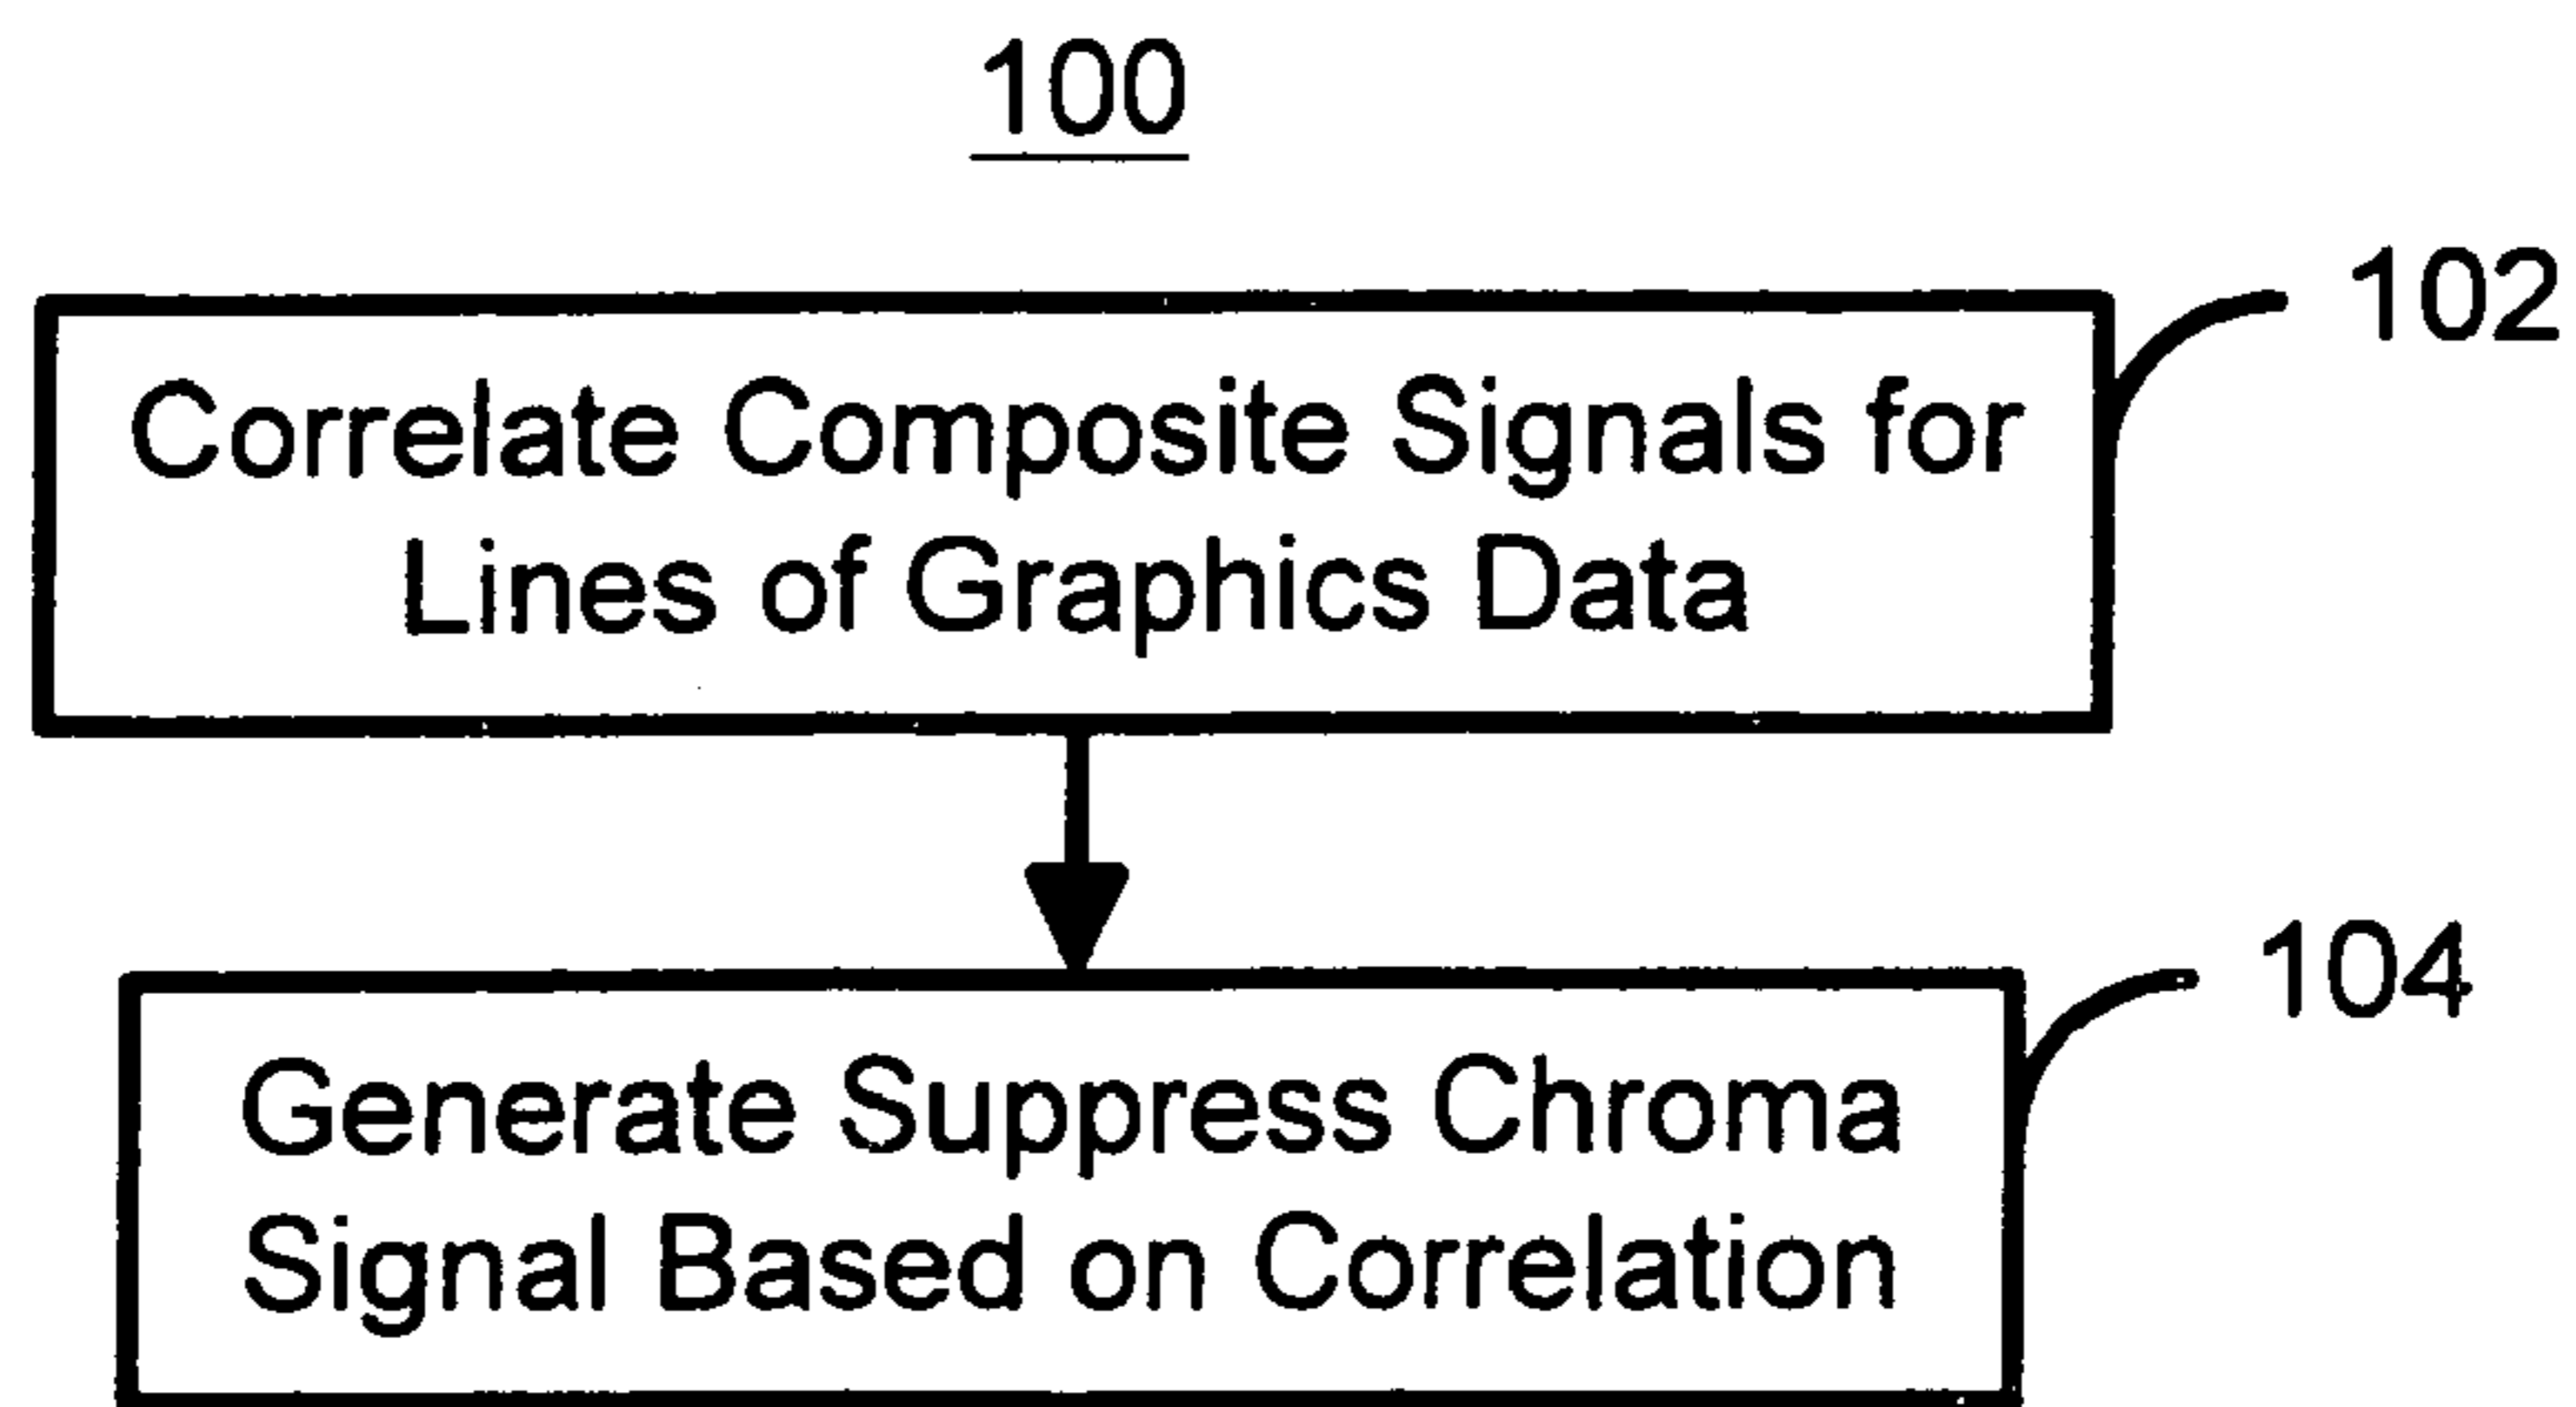 100
102
Correlate Composite Signals for
Lines of Graphics Data
104
Generate Suppress Chroma
Signal Based on Correlation